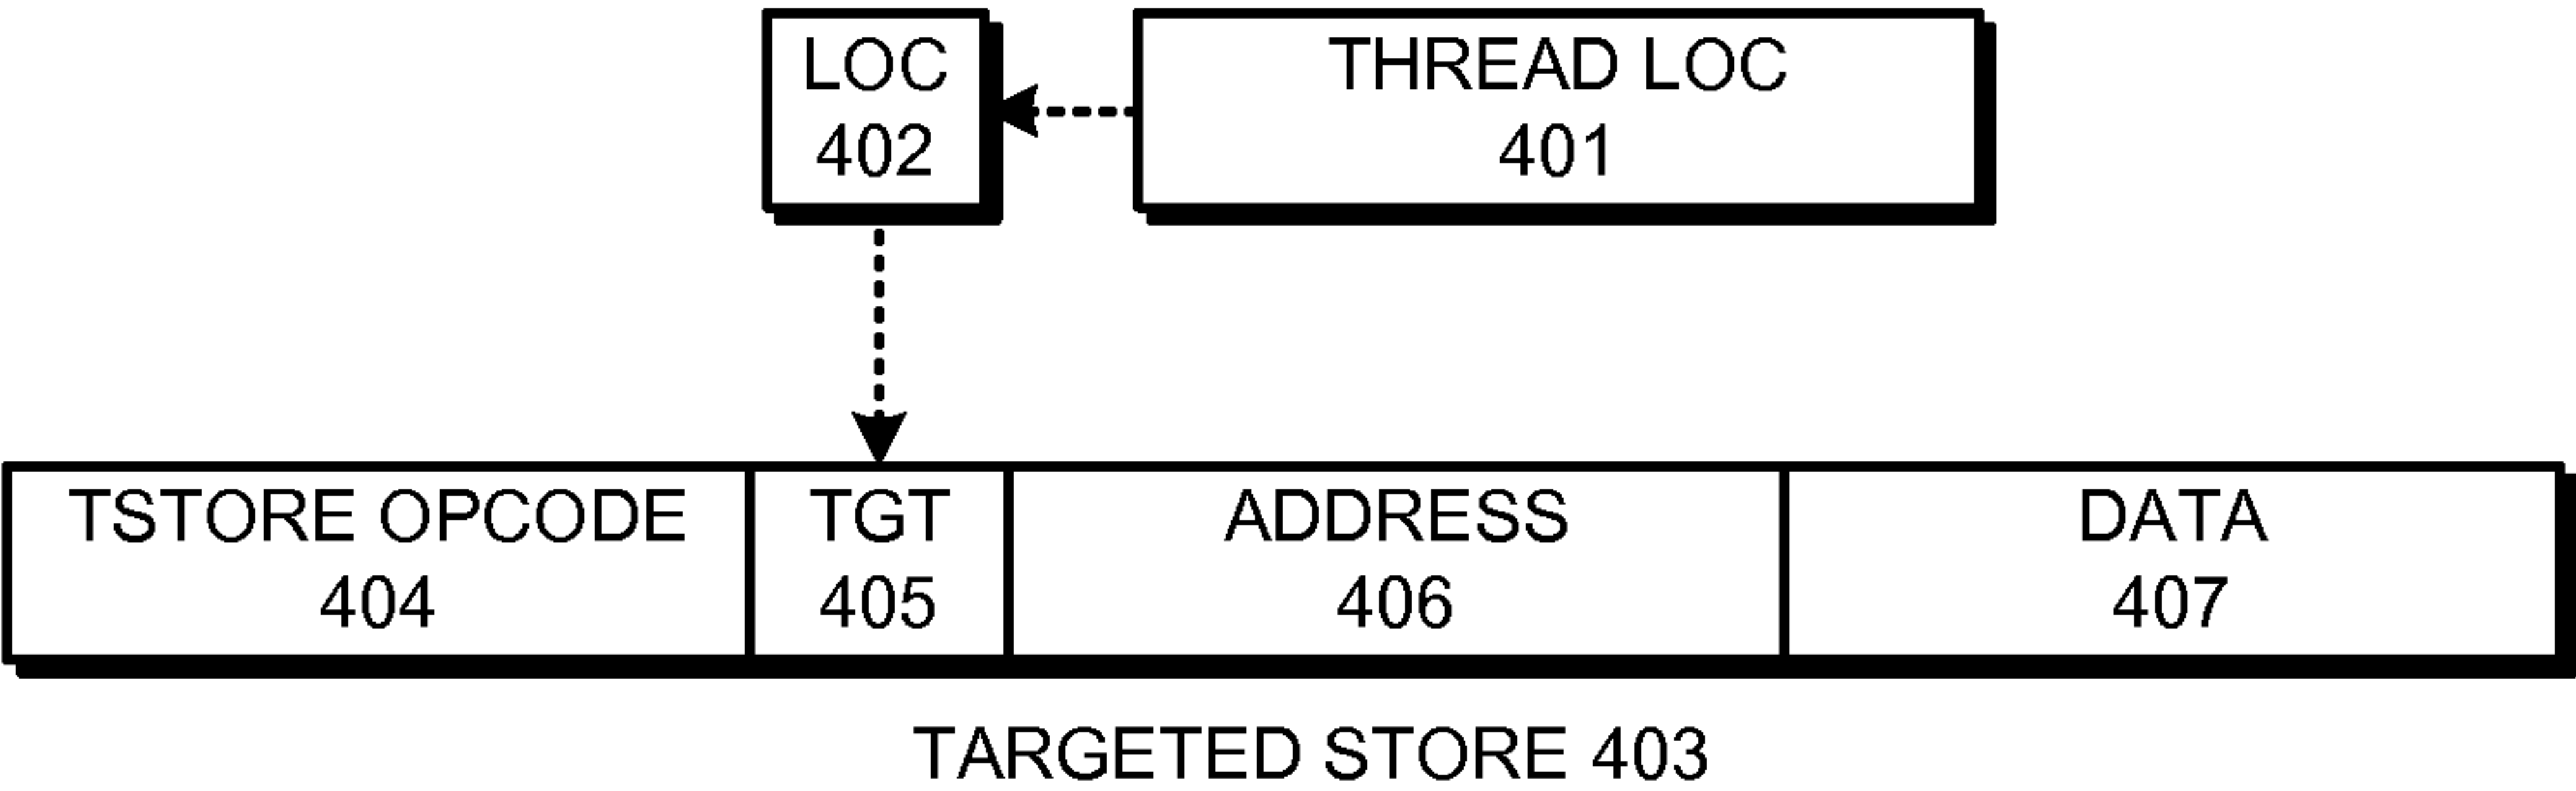 LOC
402
THREAD LOC
401
TSTORE OPCODE
404
TGT
405
ADDRESS
406
DATA
407
TARGETED STORE 403